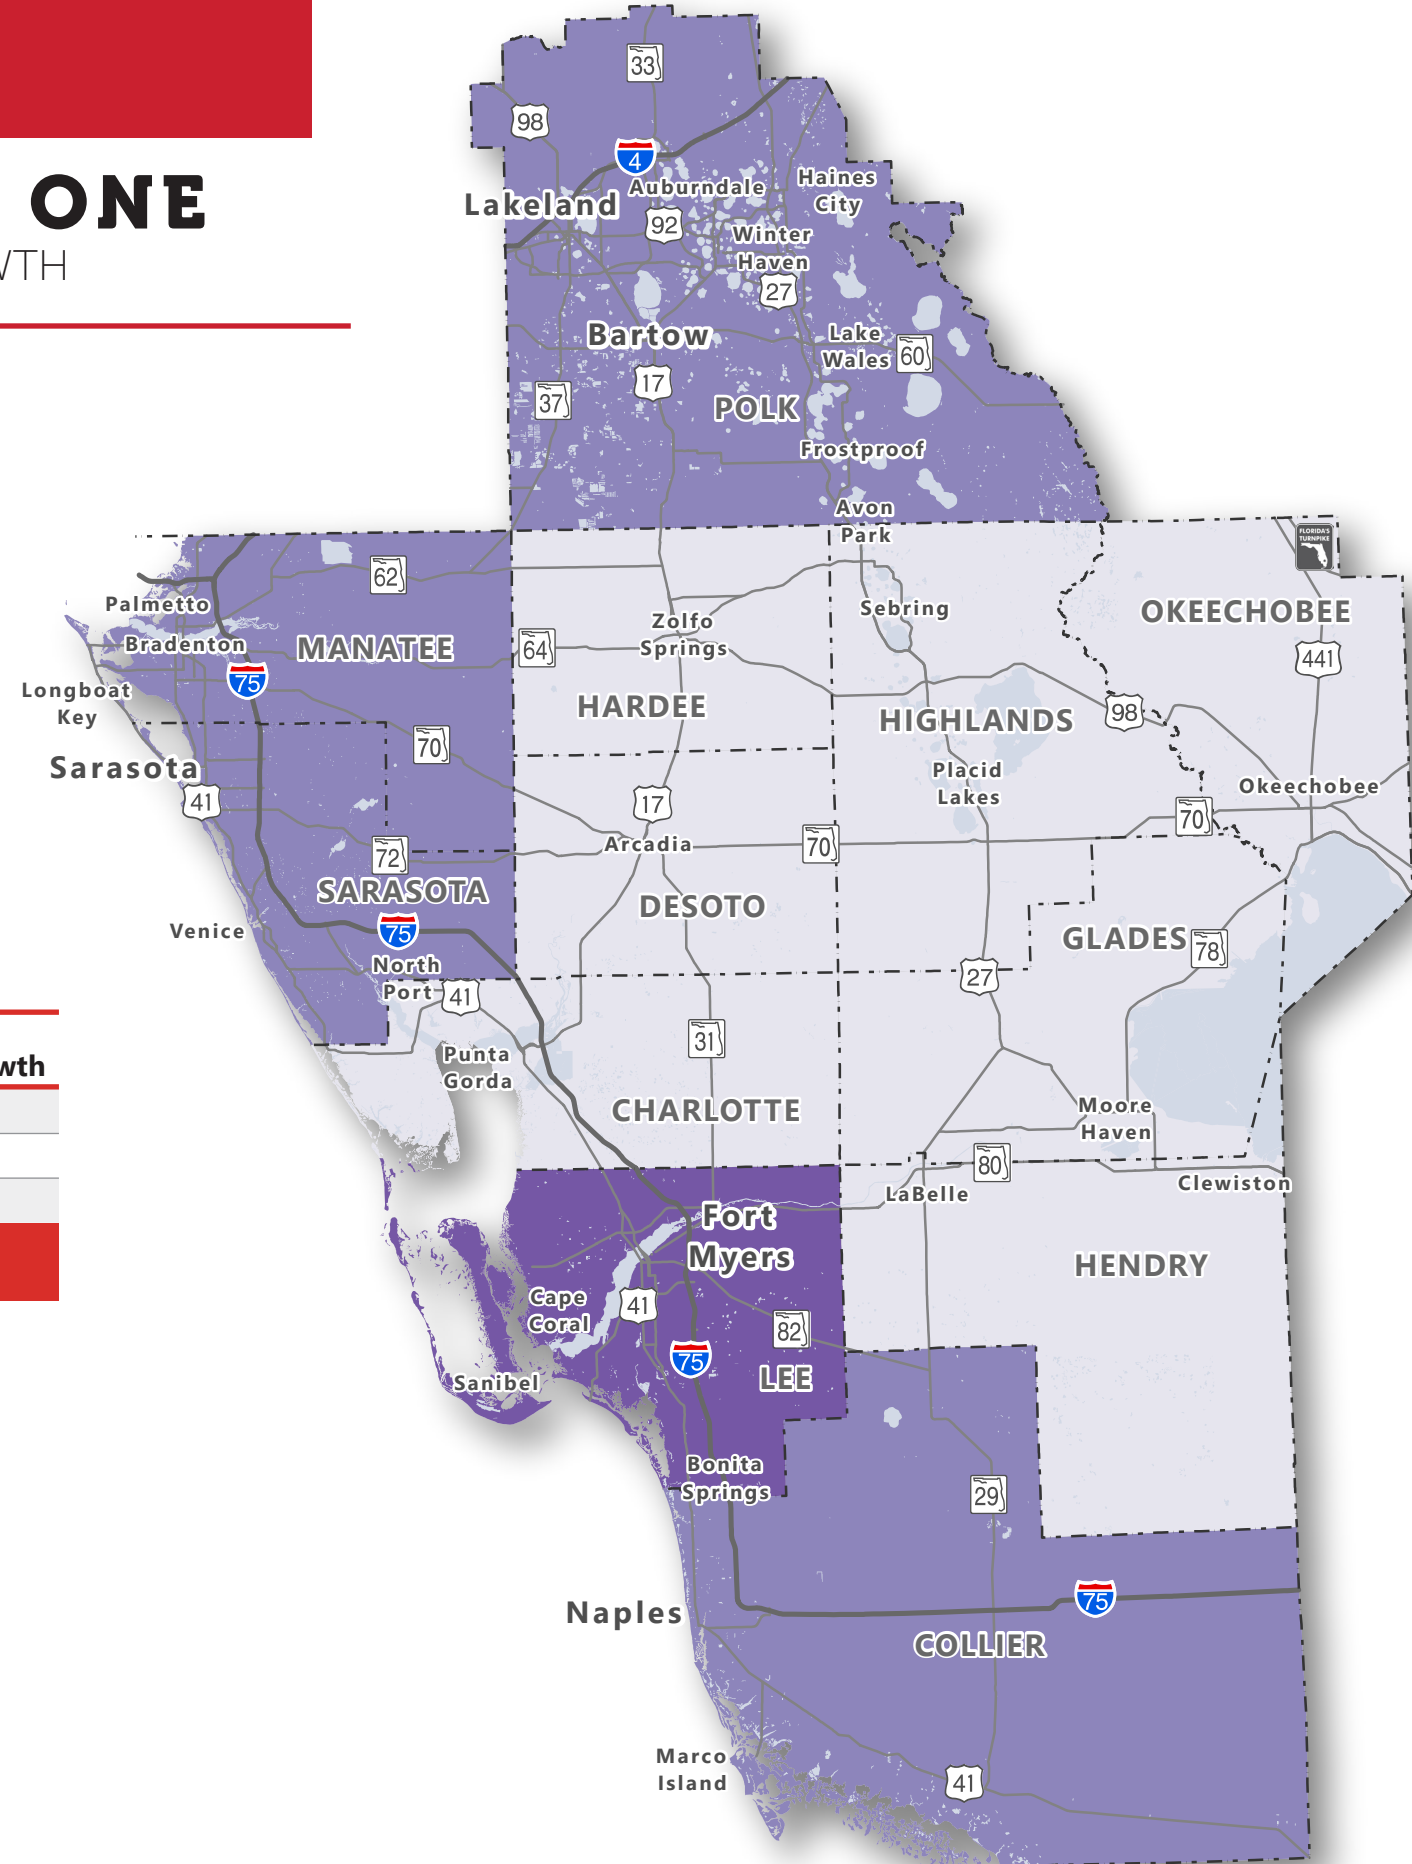 ONE
WTH
wth
33
98
4
Auburndale
Haines
City
Lakeland
92
Winter
Haven
27
Bartow
Lake
Wales
60
17
37
POLK
Frostproof
Avon
Park
FLORIDA'S
TURNPIKE
62
Palmetto
Sebring
OKEECHOBEE
Zolfo
Springs
Bradenton
MANATEE
64
441
75
Longboat
Key
HARDEE
HIGHLANDS
98
70
Sarasota
Placid
Lakes
Okeechobee
41
17
70
72
Arcadia
70
SARASOTA
DESOTO
Venice
75
GLADES
78
North
Port
41
27
31
Punta
Gorda
CHARLOTTE
Moore
Haven
80
LaBelle
Clewiston
Fort
Myers
HENDRY
Cape
Coral
41
82
75
LEE
Sanibel
Bonita
Springs
29
75
Naples
COLLIER
Marco
Island
41